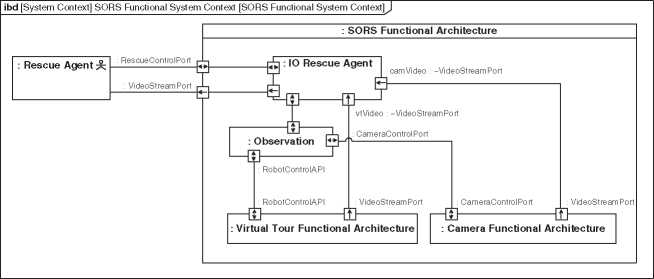 ibd [System Context] SORS Functional System Context [SORS Functional System Context]
: SORS Functional Architecture
: Rescue Agent
RescueControlPort
VideoStreamPort
: IO Rescue Agent
camVideo : ~VideoStreamPort
vtVideo : ~VideoStreamPort
: Observation
CameraControlPort
RobotControlAPI
RobotControlAPI
VideoStreamPort
CameraControlPort
VideoStreamPort
: Virtual Tour Functional Architecture
: Camera Functional Architecture